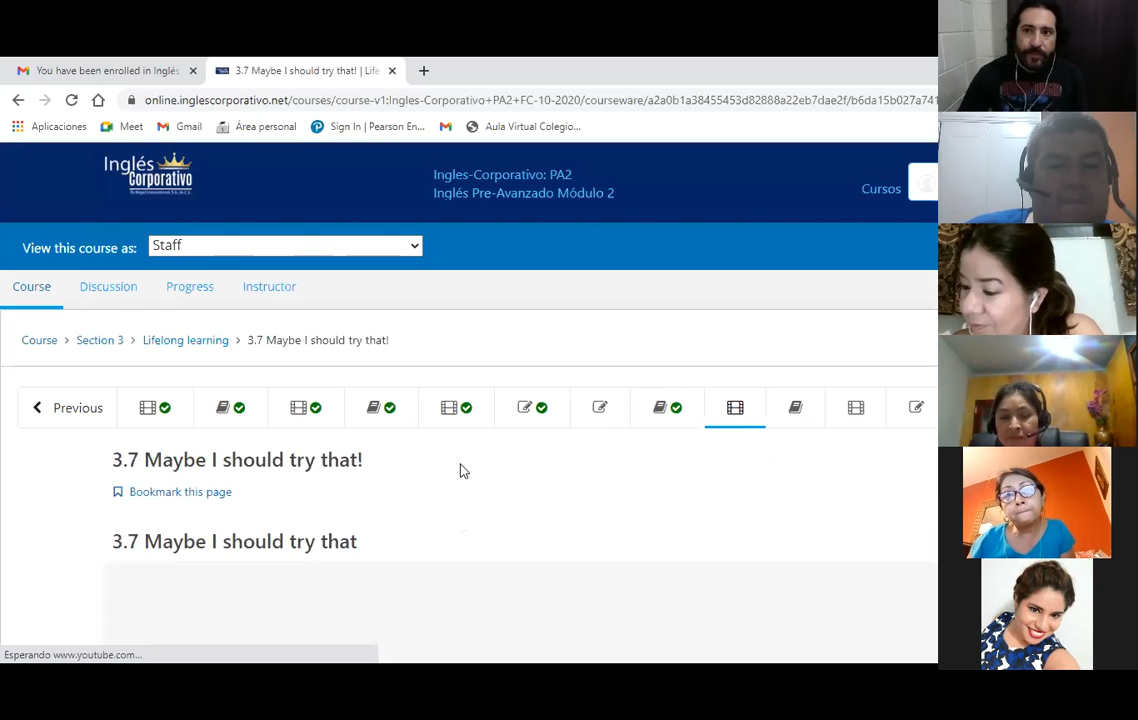 You have been enrolled in Inglés
3.7 Maybe I should try that! | Life
online.inglescorporativo.net/courses/course-v1:Ingles-Corporativo+PA2+FC-10-2020/courseware/a2a0b1a38455453d82888a22eb7dae2f/b6da15b027a741
Aplicaciones
Meet
Gmail
Área personal
Sign In | Pearson En...
Aula Virtual Colegio...
Inglés
Corporativo
Ingles-Corporativo: PA2
Inglés Pre-Avanzado Módulo 2
Cursos
View this course as:
Staff
Course
Discussion
Progress
Instructor
Course > Section 3 > Lifelong learning > 3.7 Maybe I should try that!
Previous
3.7 Maybe I should try that!
Bookmark this page
3.7 Maybe I should try that
Esperando www.youtube.com...